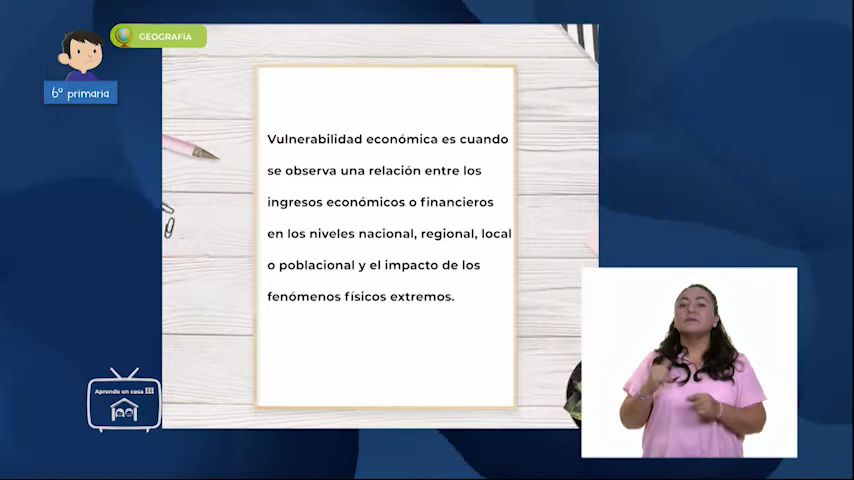 GEOGRAFÍA
6º primaria
Vulnerabilidad económica es cuando
se observa una relación entre los
ingresos económicos o financieros
en los niveles nacional, regional, local
o poblacional y el impacto de los
fenómenos físicos extremos.
Aprende en casa III